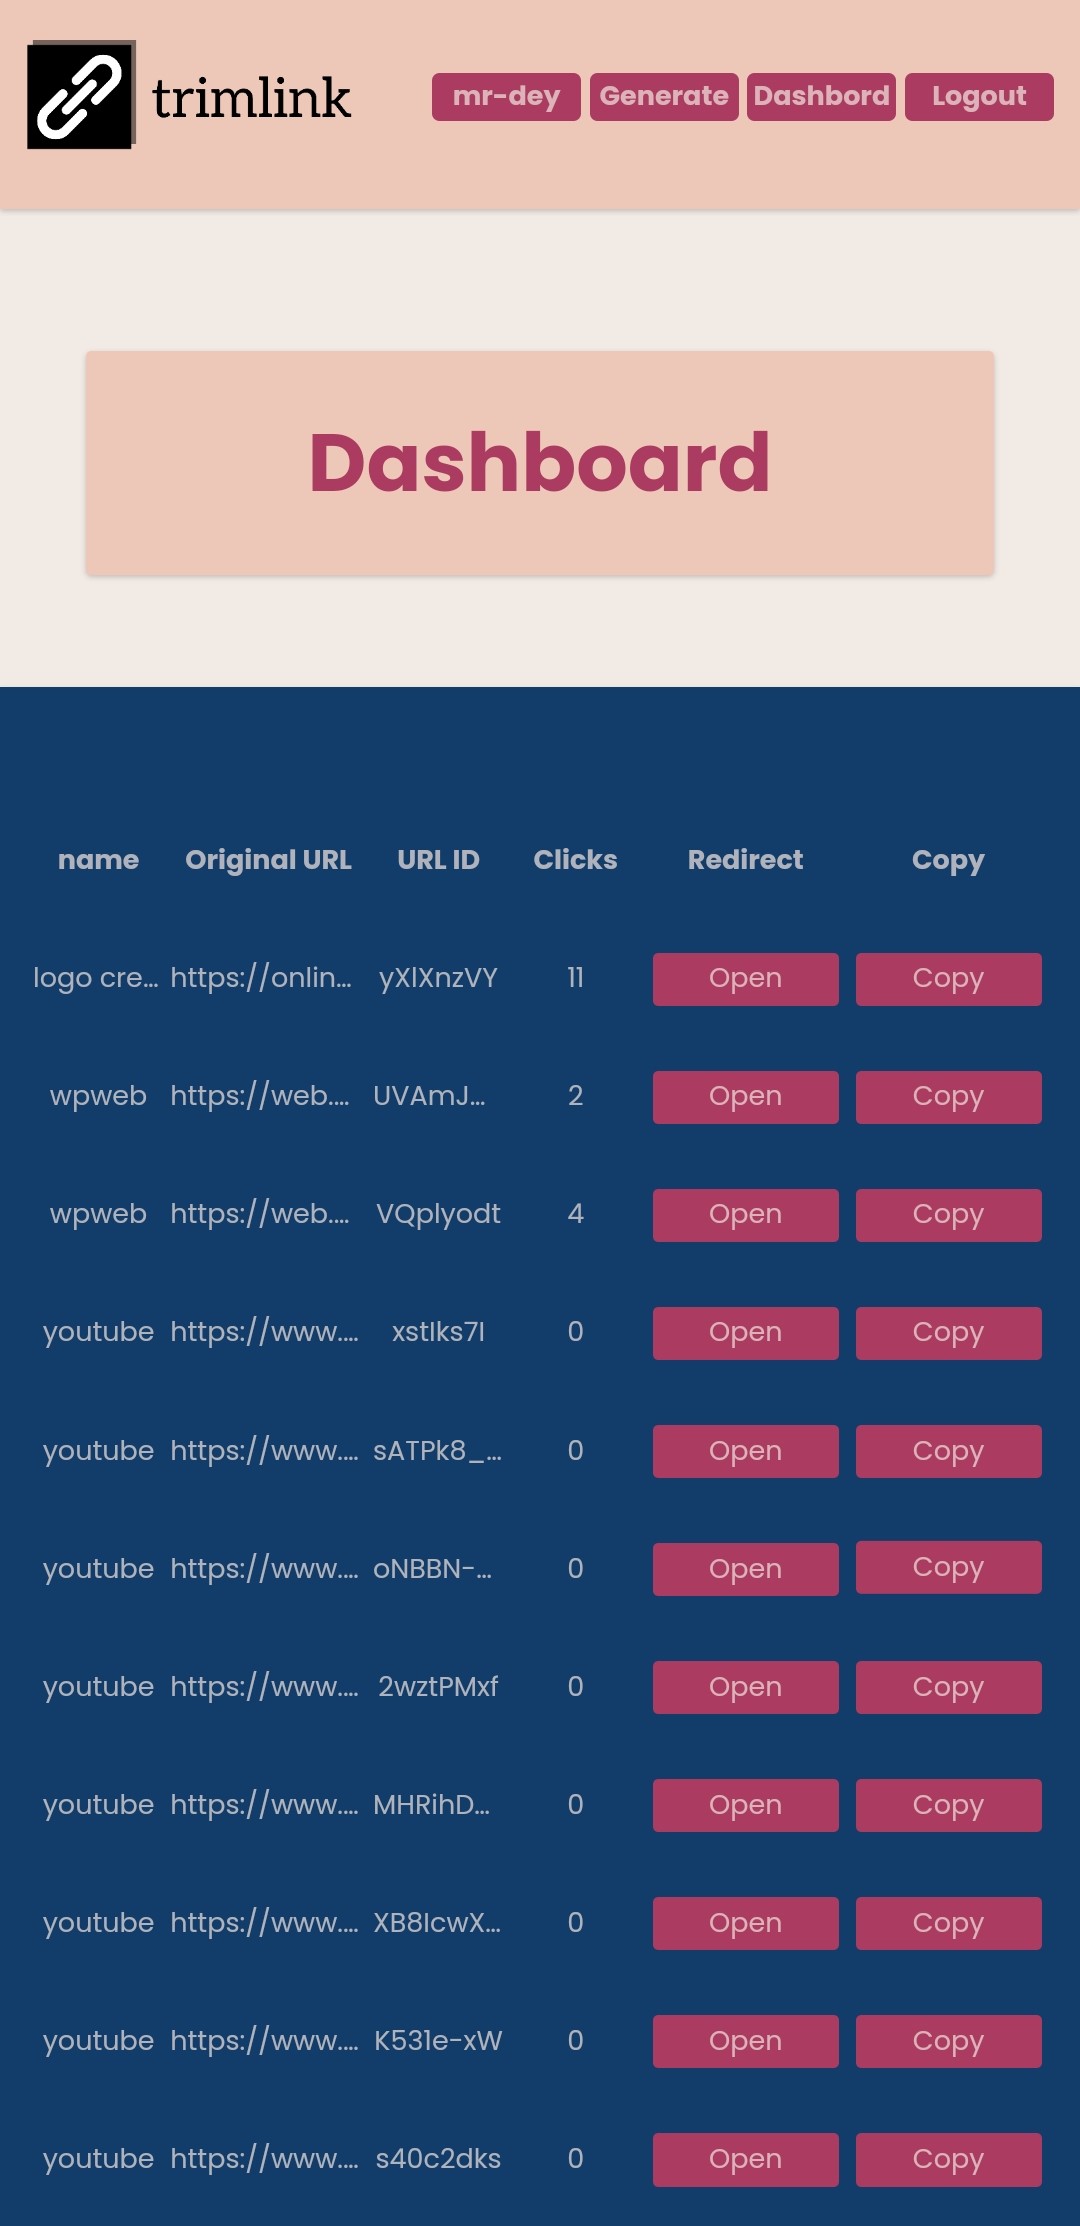 trimlink mr-dey Generate Dashbord Logout
Dashboard
name Original URL URL ID Clicks Redirect Copy
logo cre... https://onlin... yXlXnzVY 11 Open Copy
wpweb https://web.... UVAmJ... 2 Open Copy
wpweb https://web.... VQplyodt 4 Open Copy
youtube https://www.... xstIks7I 0 Open Copy
youtube https://www.... sATPk8_... 0 Open Copy
youtube https://www.... oNBBN-... 0 Open Copy
youtube https://www.... 2wztPMxf 0 Open Copy
youtube https://www.... MHRihD... 0 Open Copy
youtube https://www.... XB8IcwX... 0 Open Copy
youtube https://www.... K531e-xW 0 Open Copy
youtube https://www.... s40c2dks 0 Open Copy